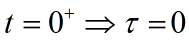 t = 0⁺ ⇒ τ = 0